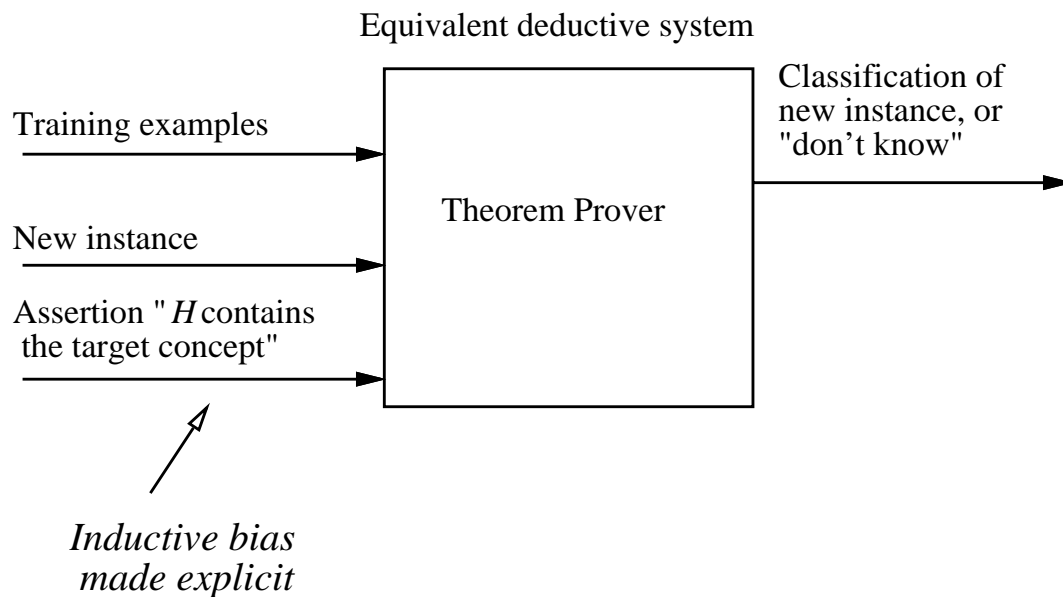 Equivalent deductive system
Training examples
New instance
Assertion " H contains
the target concept"
Theorem Prover
Classification of
new instance, or
"don't know"
Inductive bias
made explicit